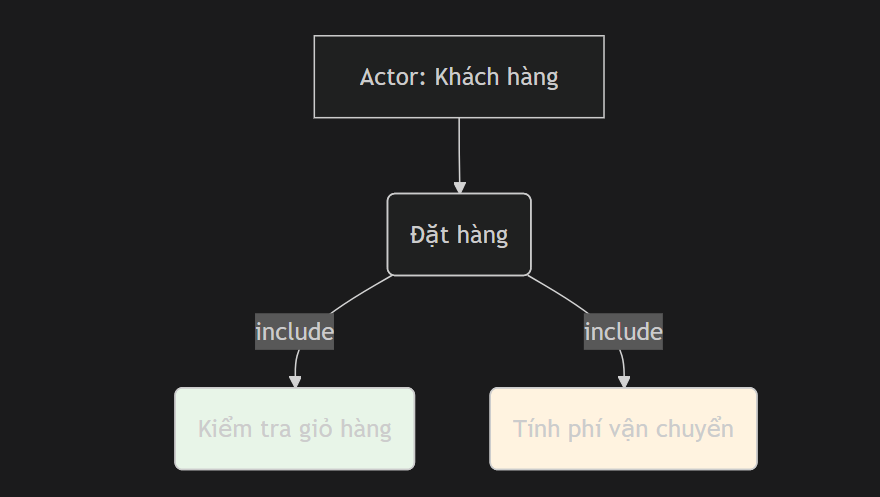 Actor: Khách hàng
Đặt hàng
include
include
Kiểm tra giỏ hàng
Tính phí vận chuyển